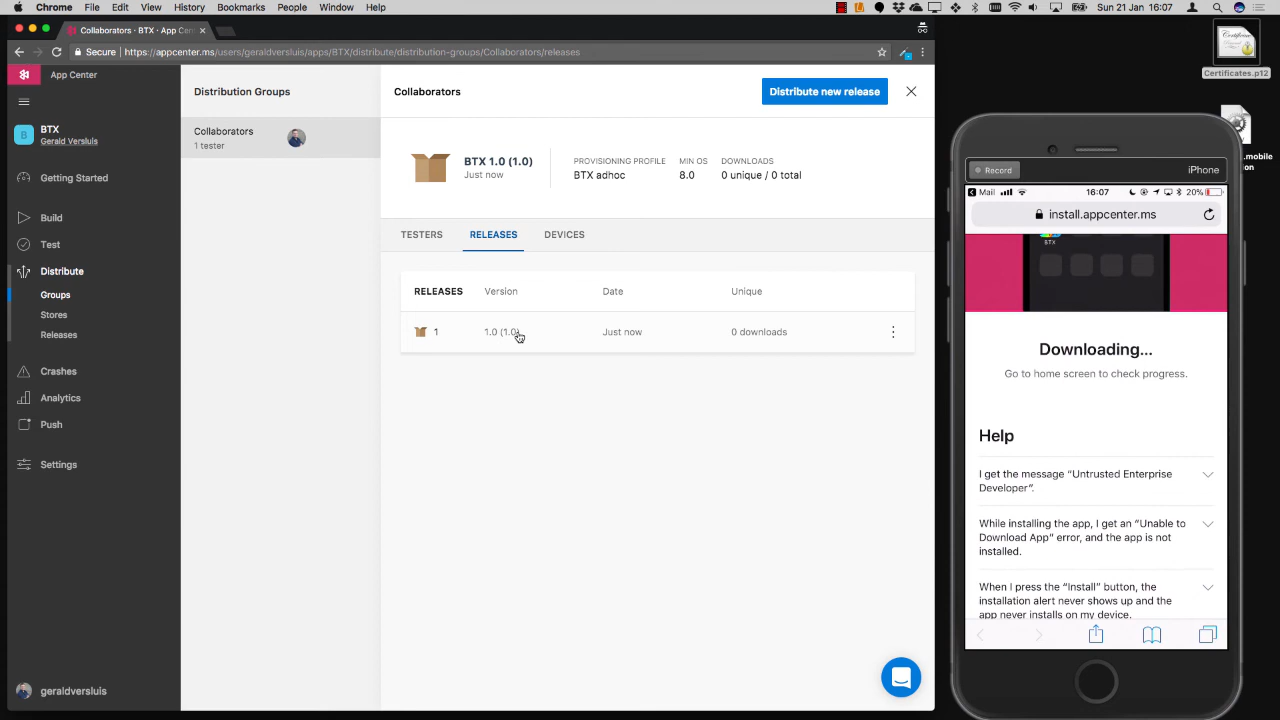 Chrome File Edit View History Bookmarks People Window Help
Sun 21 Jan 16:07
Collaborators · BTX · App Cen
Secure https://appcenter.ms/users/geraldversluis/apps/BTX/distribute/distribution-groups/Collaborators/releases
App Center
BTX
Gerald Versluis
Getting Started
Build
Test
Distribute
Groups
Stores
Releases
Crashes
Analytics
Push
Settings
geraldversluis
Distribution Groups
Collaborators
1 tester
Collaborators
Distribute new release
BTX 1.0 (1.0)
Just now
PROVISIONING PROFILE MIN OS DOWNLOADS
BTX adhoc 8.0 0 unique / 0 total
TESTERS RELEASES DEVICES
RELEASES Version Date Unique
1 1.0 (1.0) Just now 0 downloads
Certificates.p12
Record iPhone
Mail 16:07 20%
install.appcenter.ms
BTX
Downloading...
Go to home screen to check progress.
Help
I get the message “Untrusted Enterprise
Developer”.
While installing the app, I get an “Unable to
Download App” error, and the app is not
installed.
When I press the “Install” button, the
installation alert never shows up and the
app never installs on my device.